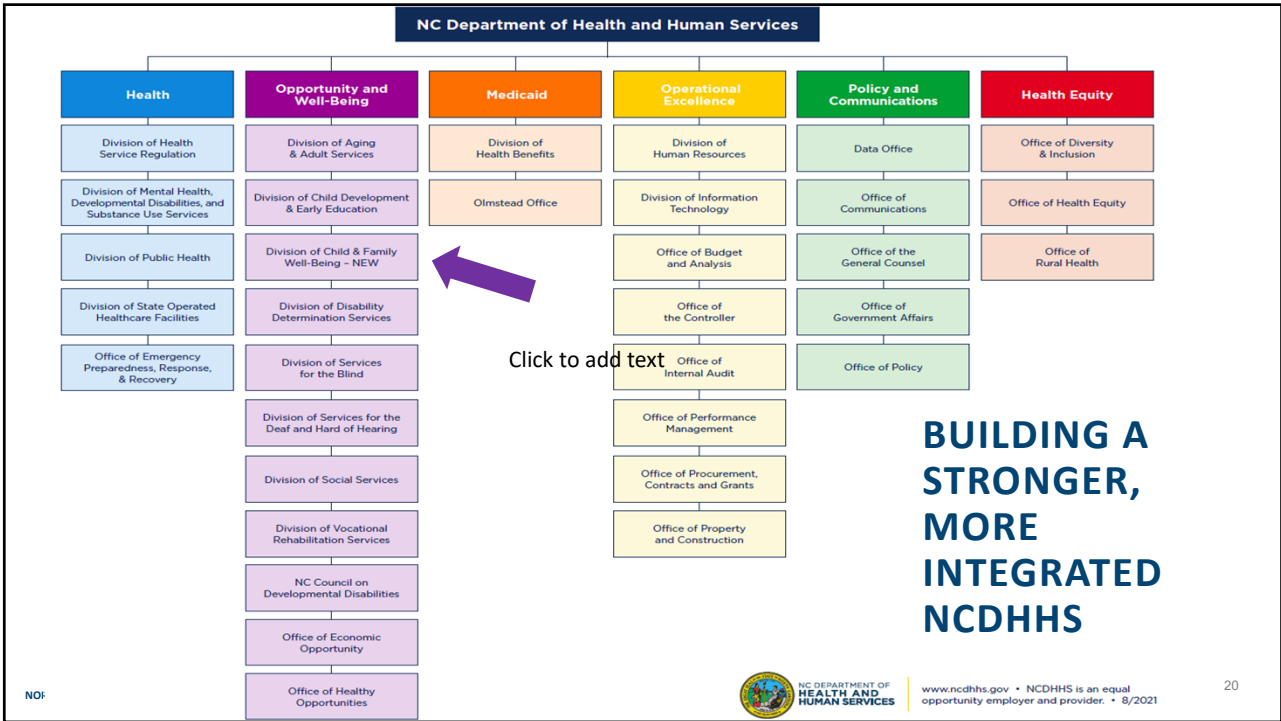 NC Department of Health and Human Services
Health
Division of Health
Service Regulation
Division of Mental Health,
Developmental Disabilities, and
Substance Use Services
Division of Public Health
Division of State Operated
Healthcare Facilities
Office of Emergency
Preparedness, Response,
& Recovery
Opportunity and
Well-Being
Division of Aging
& Adult Services
Division of Child Development
& Early Education
Division of Child & Family
Well-Being – NEW
Division of Disability
Determination Services
Division of Services
for the Blind
Division of Services for the
Deaf and Hard of Hearing
Division of Social Services
Division of Vocational
Rehabilitation Services
NC Council on
Developmental Disabilities
Office of Economic
Opportunity
Office of Healthy
Opportunities
Medicaid
Division of
Health Benefits
Olmstead Office
Click to add text
Operational
Excellence
Division of
Human Resources
Division of Information
Technology
Office of Budget
and Analysis
Office of
the Controller
Office of
Internal Audit
Office of Performance
Management
Office of Procurement,
Contracts and Grants
Office of Property
and Construction
Policy and
Communications
Data Office
Office of
Communications
Office of the
General Counsel
Office of
Government Affairs
Office of Policy
Health Equity
Office of Diversity
& Inclusion
Office of Health Equity
Office of
Rural Health
BUILDING A
STRONGER,
MORE
INTEGRATED
NCDHHS
NC DEPARTMENT OF
HEALTH AND
HUMAN SERVICES
www.ncdhhs.gov • NCDHHS is an equal
opportunity employer and provider. • 8/2021
20